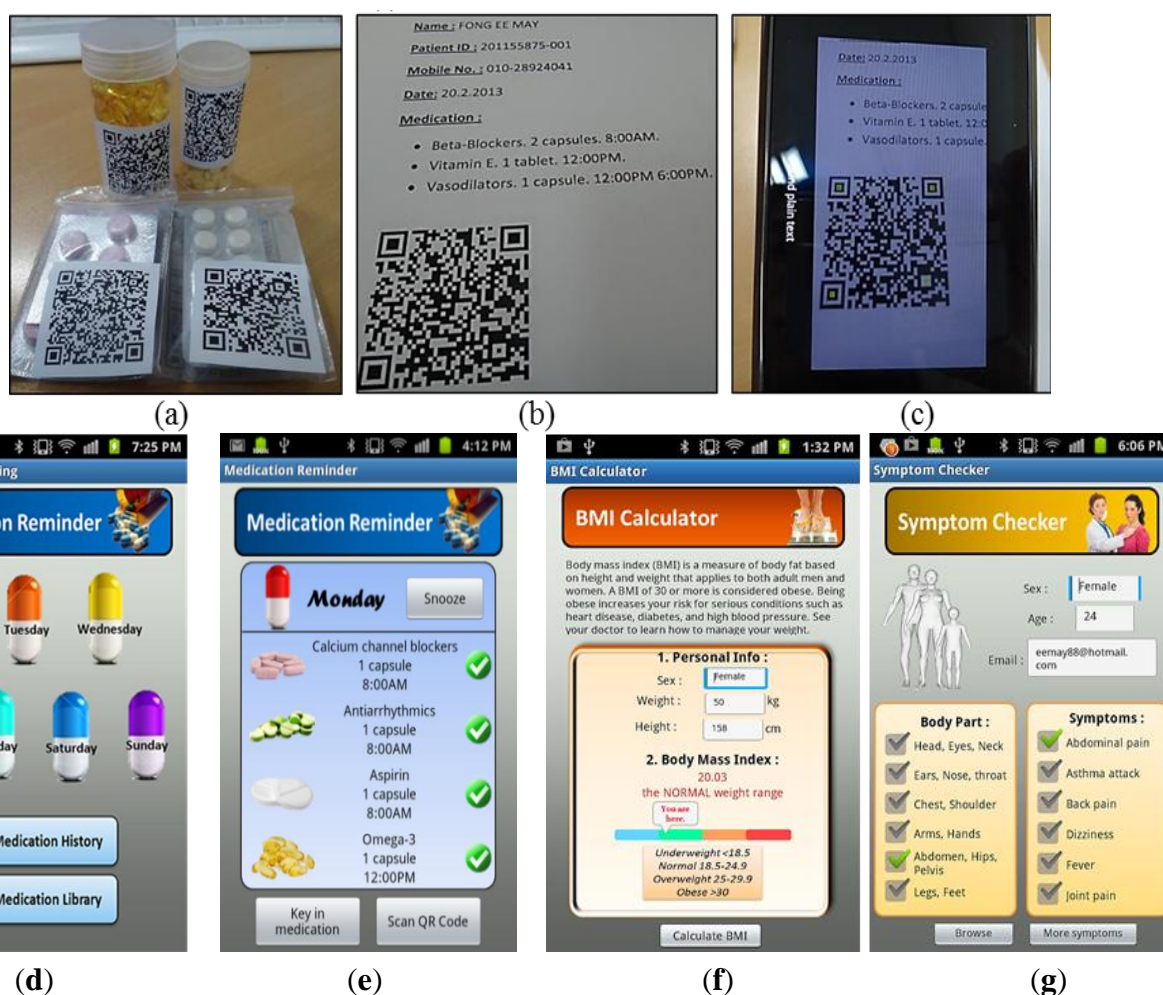 Name : FONG EE MAY
Patient ID : 201155875-001
Mobile No. : 010-28924041
Date: 20.2.2013
Medication :
• Beta-Blockers. 2 capsules. 8:00AM.
• Vitamin E. 1 tablet. 12:00PM.
• Vasodilators. 1 capsule. 12:00PM 6:00PM.
Date: 20.2.2013
Medication :
• Beta-Blockers. 2 capsule
• Vitamin E. 1 tablet. 12:0
• Vasodilators. 1 capsule.
d plain text
(a)
(b)
(c)
7:25 PM
ing
n Reminder
Tuesday
Wednesday
day
Saturday
Sunday
Medication History
Medication Library
(d)
4:12 PM
Medication Reminder
Medication Reminder
Monday
Snooze
Calcium channel blockers
1 capsule
8:00AM
Antiarrhythmics
1 capsule
8:00AM
Aspirin
1 capsule
8:00AM
Omega-3
1 capsule
12:00PM
Key in
medication
Scan QR Code
(e)
1:32 PM
BMI Calculator
BMI Calculator
Body mass index (BMI) is a measure of body fat based
on height and weight that applies to both adult men and
women. A BMI of 30 or more is considered obese. Being
obese increases your risk for serious conditions such as
heart disease, diabetes, and high blood pressure. See
your doctor to learn how to manage your weight.
1. Personal Info :
Sex : Female
Weight : 50 kg
Height : 158 cm
2. Body Mass Index :
20.03
the NORMAL weight range
You are
here.
Underweight <18.5
Normal 18.5-24.9
Overweight 25-29.9
Obese >30
Calculate BMI
(f)
6:06 PM
Symptom Checker
Symptom Checker
Sex : Female
Age : 24
Email : eemay88@hotmail.
com
Body Part :
Head, Eyes, Neck
Ears, Nose, throat
Chest, Shoulder
Arms, Hands
Abdomen, Hips,
Pelvis
Legs, Feet
Browse
Symptoms :
Abdominal pain
Asthma attack
Back pain
Dizziness
Fever
Joint pain
More symptoms
(g)